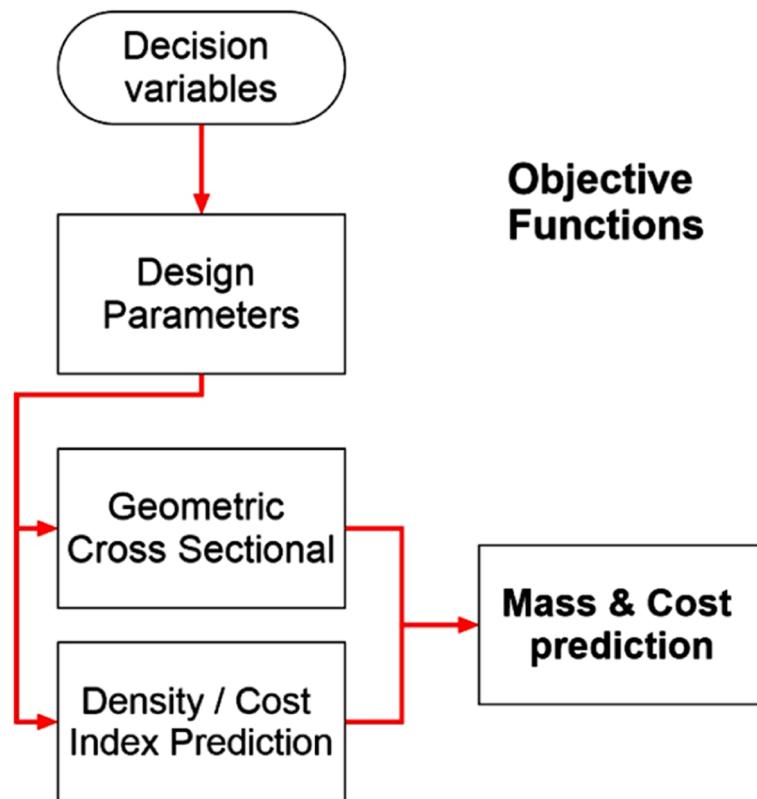 Decision
variables
Objective
Functions
Design
Parameters
Geometric
Cross Sectional
Mass & Cost
prediction
Density / Cost
Index Prediction